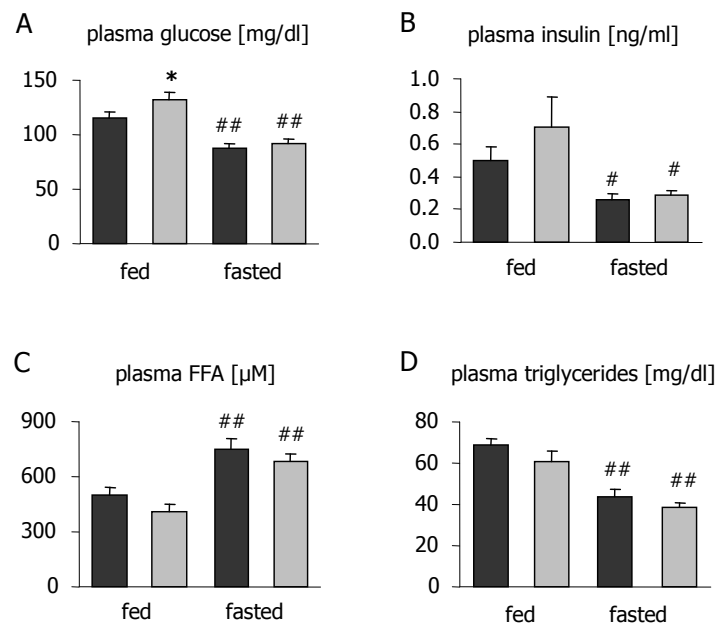 A
plasma glucose [mg/dl]
150
100
50
0
*
##
##
fed
fasted
B
plasma insulin [ng/ml]
1.0
0.8
0.6
0.4
0.2
0.0
#
#
fed
fasted
C
plasma FFA [µM]
900
600
300
0
##
##
fed
fasted
D
plasma triglycerides [mg/dl]
80
60
40
20
0
##
##
fed
fasted